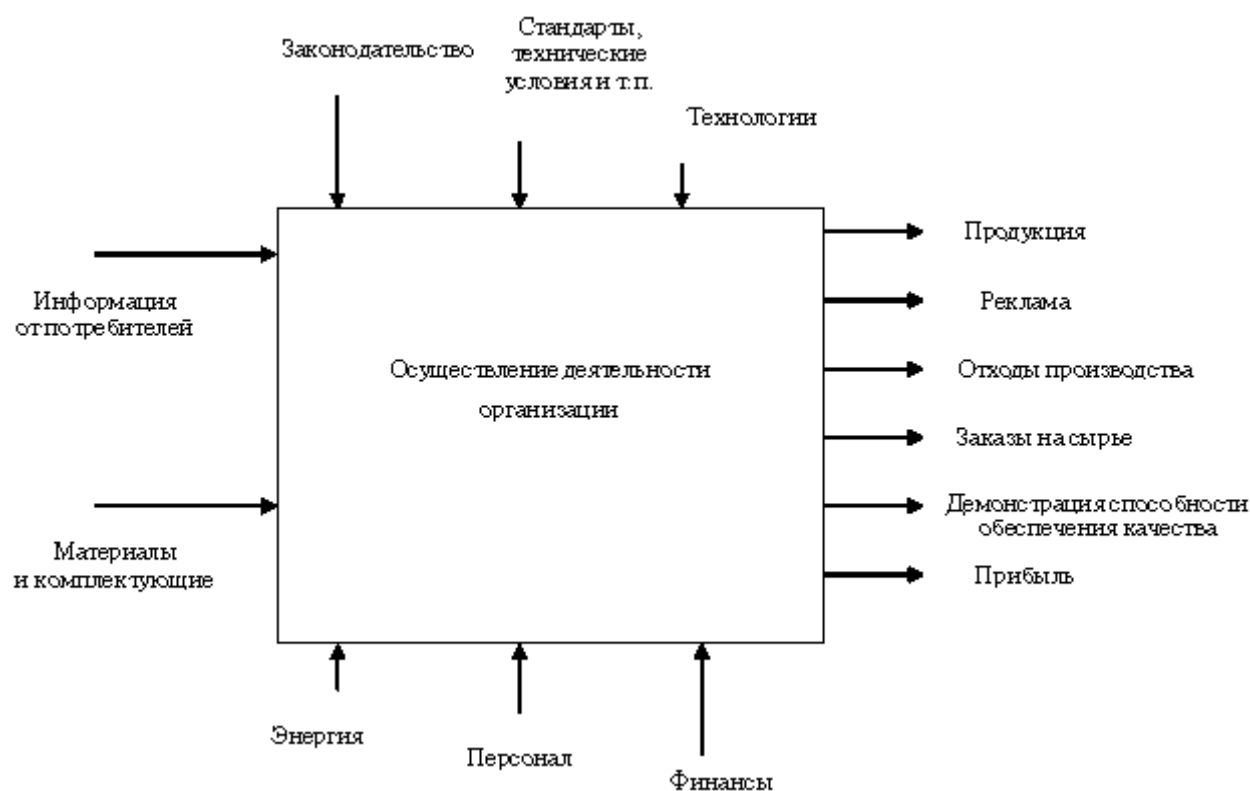 Законодательство
Стандарты,
технические
условия и т.п.
Технологии
Продукция
Информация
от потребителей
Реклама
Осуществление деятельности
организации
Отходы производства
Заказы на сырье
Демонстрация способности
обеспечения качества
Материалы
и комплектующие
Прибыль
Энергия
Персонал
Финансы